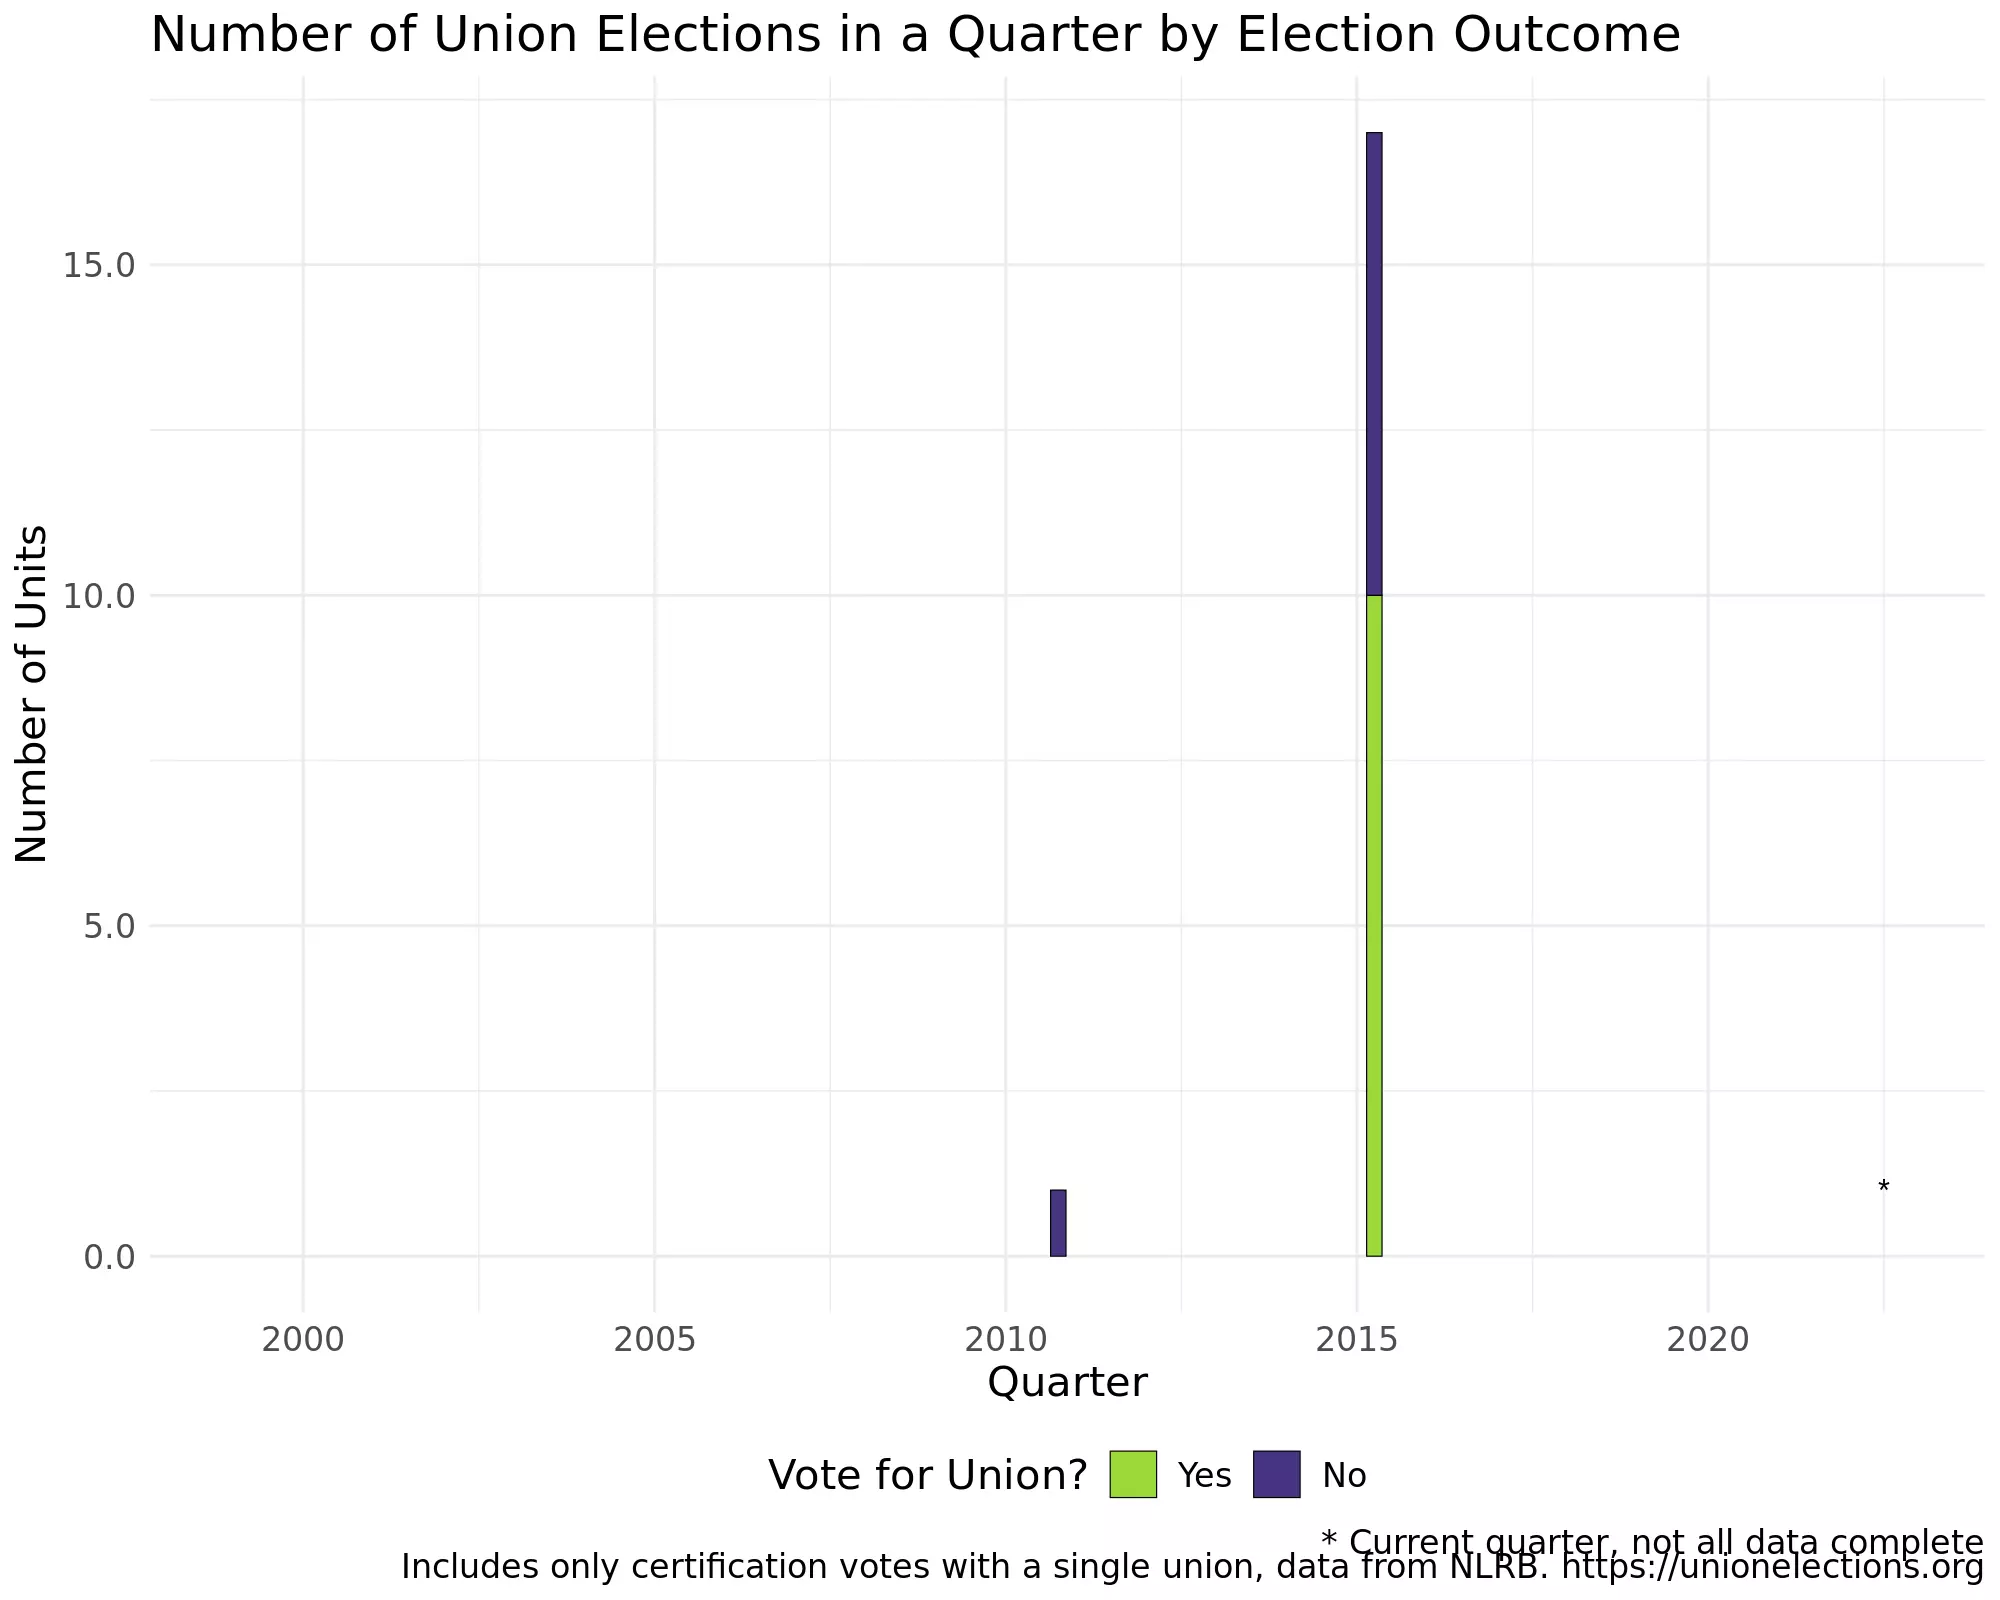 Number of Union Elections in a Quarter by Election Outcome
Number of Units
15.0
10.0
5.0
0.0
*
2000 2005 2010 2015 2020
Quarter
Vote for Union? Yes No
* Current quarter, not all data complete
Includes only certification votes with a single union, data from NLRB. https://unionelections.org